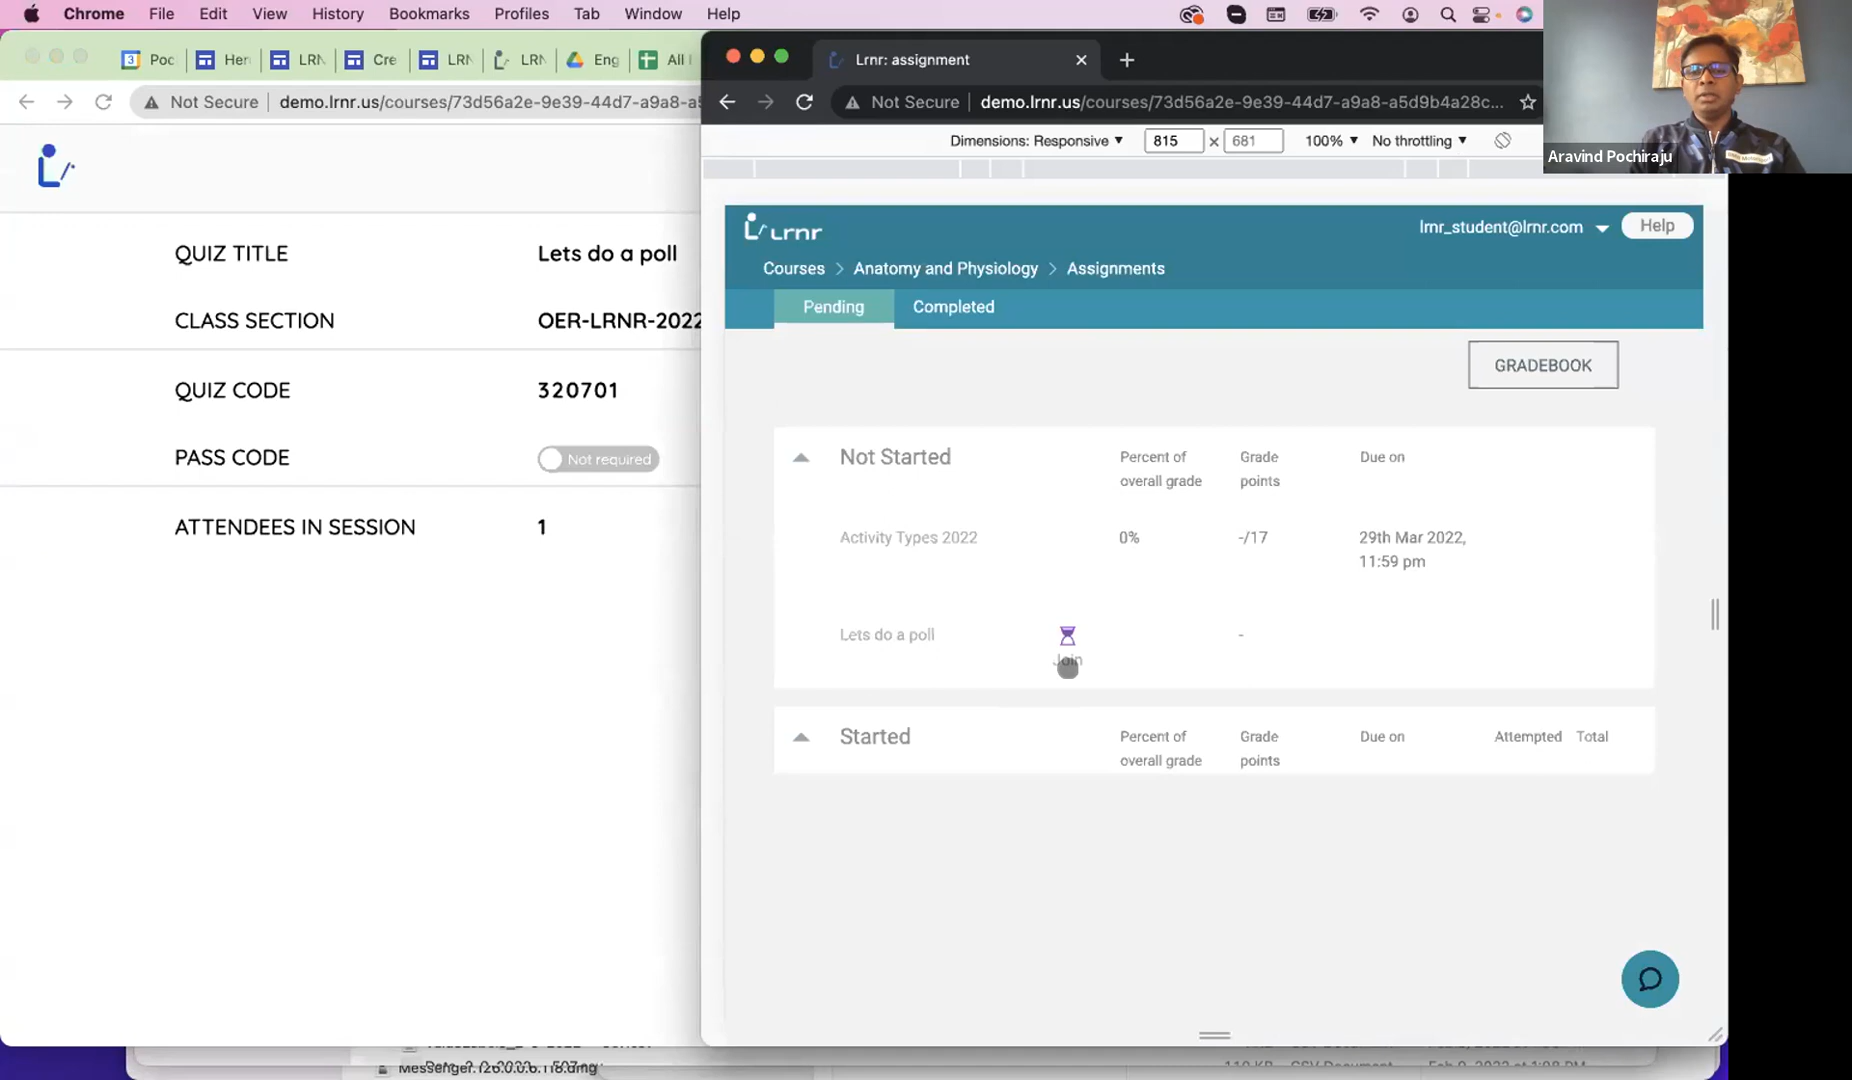 Chrome File Edit View History Bookmarks Profiles Tab Window Help
3 Poc Her LRN Cre LRN LRN Eng All
Lrnr: assignment
Not Secure demo.lrnr.us/courses/73d56a2e-9e39-44d7-a9a8-a5
Not Secure demo.lrnr.us/courses/73d56a2e-9e39-44d7-a9a8-a5d9b4a28c...
Dimensions: Responsive 815 × 681 100% No throttling
Aravind Pochiraju
QUIZ TITLE Lets do a poll
CLASS SECTION OER-LRNR-2022
QUIZ CODE 320701
PASS CODE Not required
ATTENDEES IN SESSION 1
Lrnr
lrnr_student@lrnr.com Help
Courses > Anatomy and Physiology > Assignments
Pending Completed
GRADEBOOK
Not Started Percent of overall grade Grade points Due on
Activity Types 2022 0% -/17 29th Mar 2022, 11:59 pm
Lets do a poll -
Join
Started Percent of overall grade Grade points Due on Attempted Total